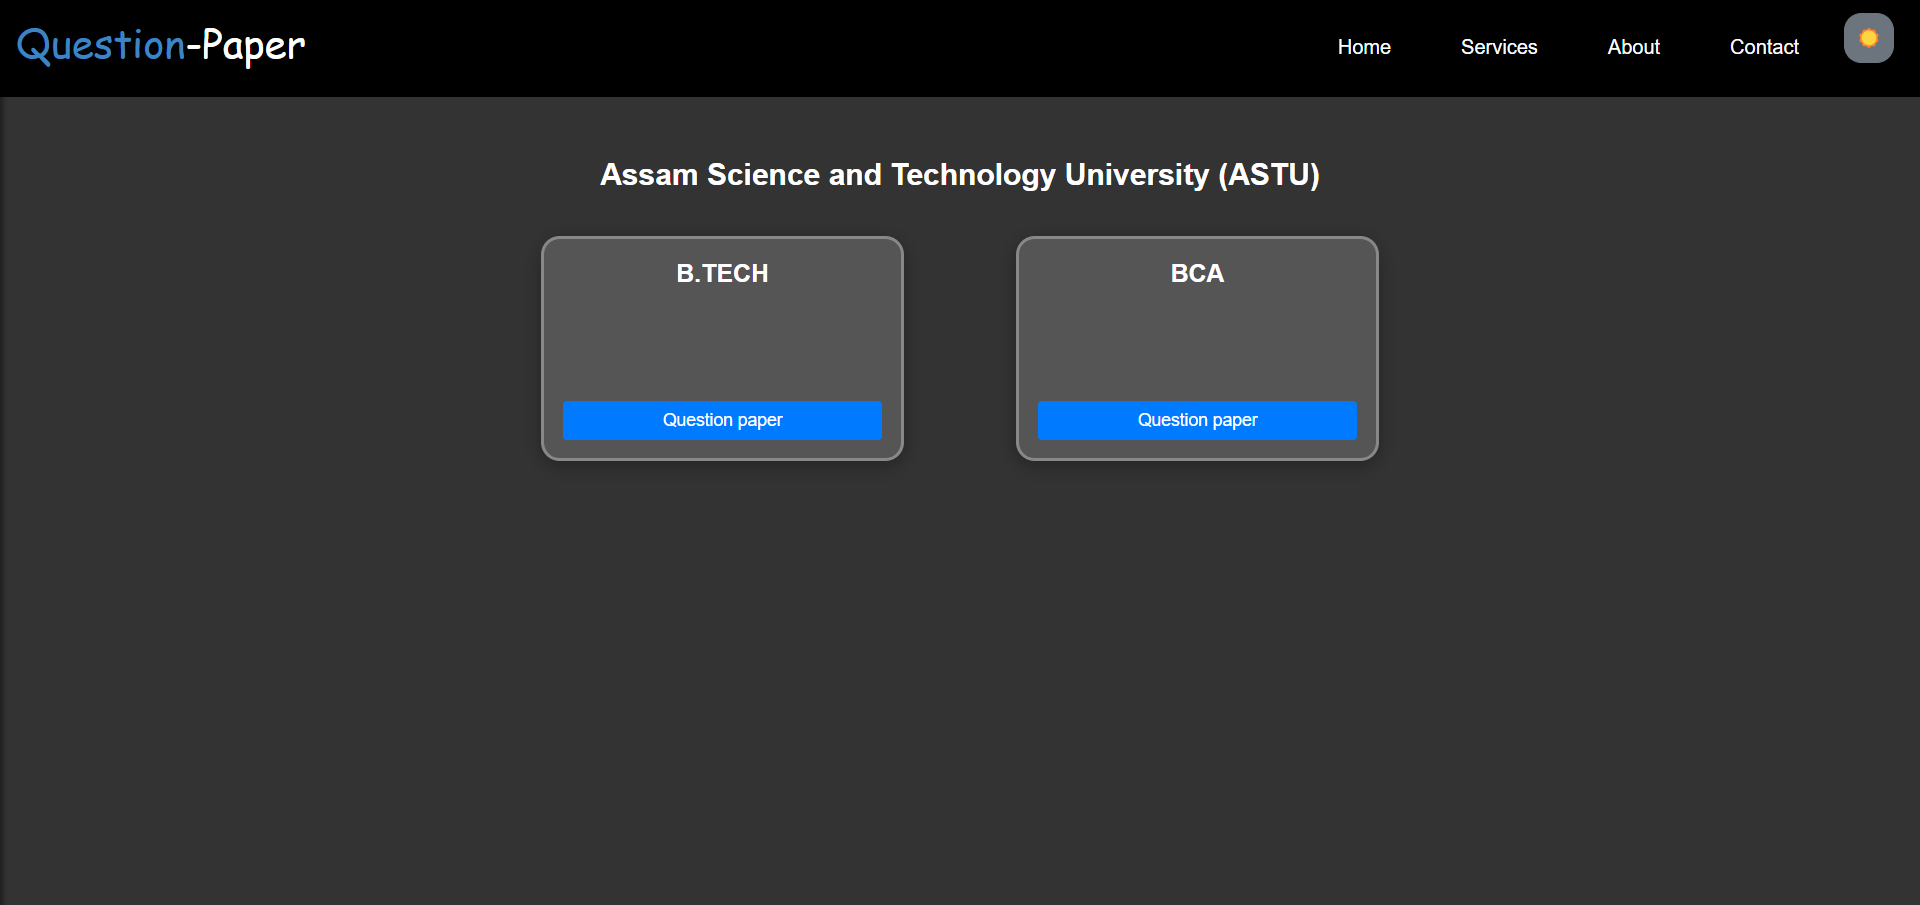 Question-Paper
Home Services About Contact
Assam Science and Technology University (ASTU)
B.TECH
Question paper
BCA
Question paper